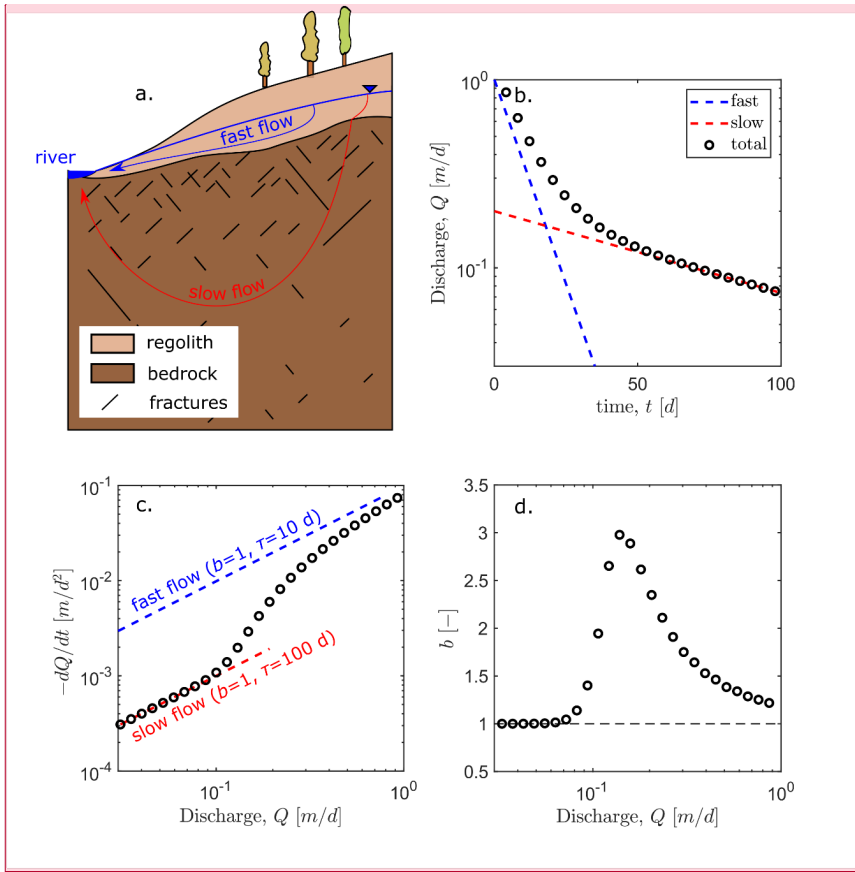 a.
river
fast flow
slow flow
regolith
bedrock
fractures
b.
fast
slow
total
10^0
10^-1
Discharge, Q [m/d]
0
50
100
time, t [d]
c.
10^-1
10^-2
10^-3
10^-4
-dQ/dt [m/d^2]
fast flow (b=1, τ=10 d)
slow flow (b=1, τ=100 d)
10^-1
10^0
Discharge, Q [m/d]
d.
3.5
3
2.5
2
1.5
1
0.5
b [-]
10^-1
10^0
Discharge, Q [m/d]